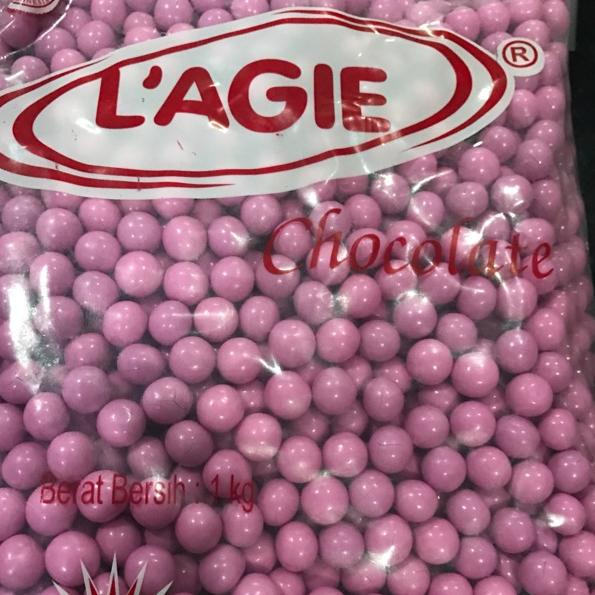 L'AGIE ®
Chocolate
Berat Bersih : 1 kg